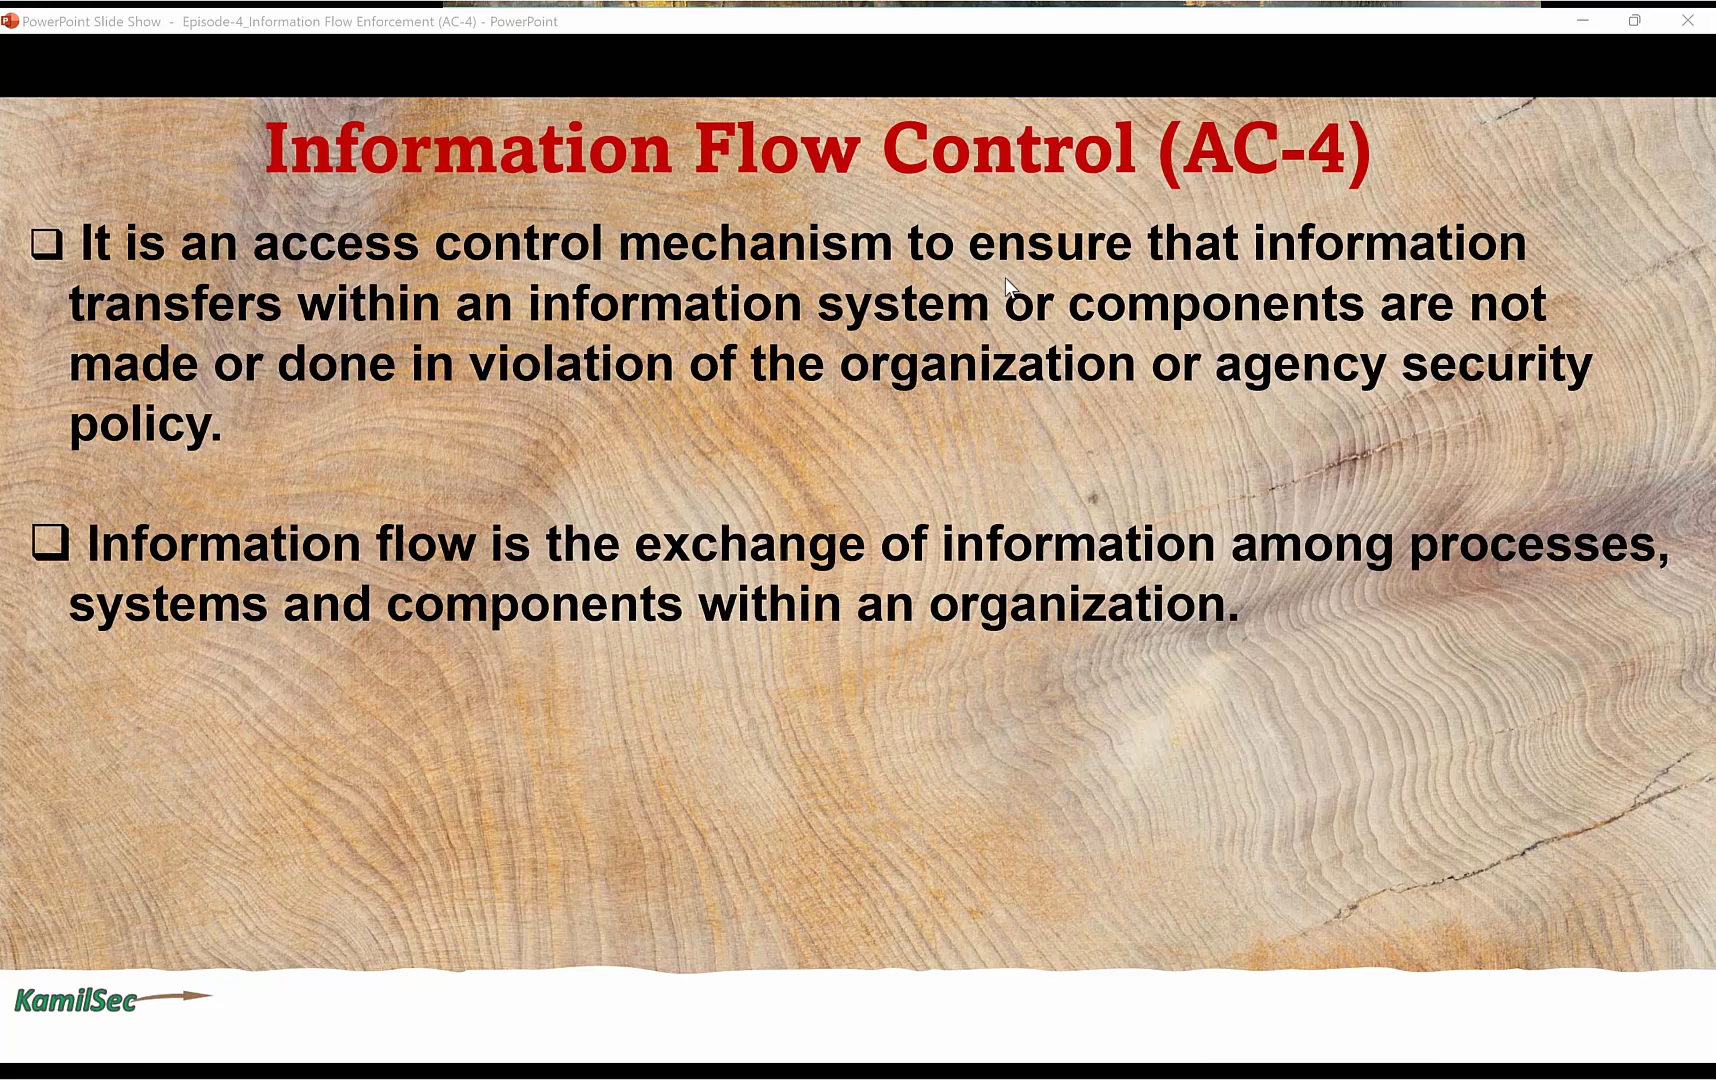 PowerPoint Slide Show - Episode-4_Information Flow Enforcement (AC-4) - PowerPoint
Information Flow Control (AC-4)
It is an access control mechanism to ensure that information
transfers within an information system or components are not
made or done in violation of the organization or agency security
policy.
Information flow is the exchange of information among processes,
systems and components within an organization.
KamilSec